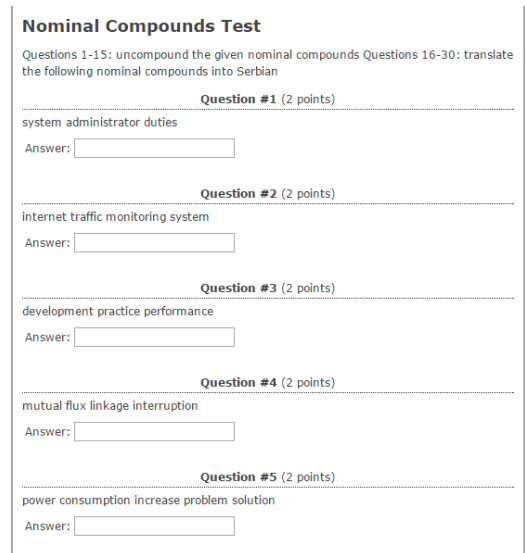 Nominal Compounds Test
Questions 1-15: uncompound the given nominal compounds Questions 16-30: translate
the following nominal compounds into Serbian
Question #1 (2 points)
system administrator duties
Answer:
Question #2 (2 points)
internet traffic monitoring system
Answer:
Question #3 (2 points)
development practice performance
Answer:
Question #4 (2 points)
mutual flux linkage interruption
Answer:
Question #5 (2 points)
power consumption increase problem solution
Answer: